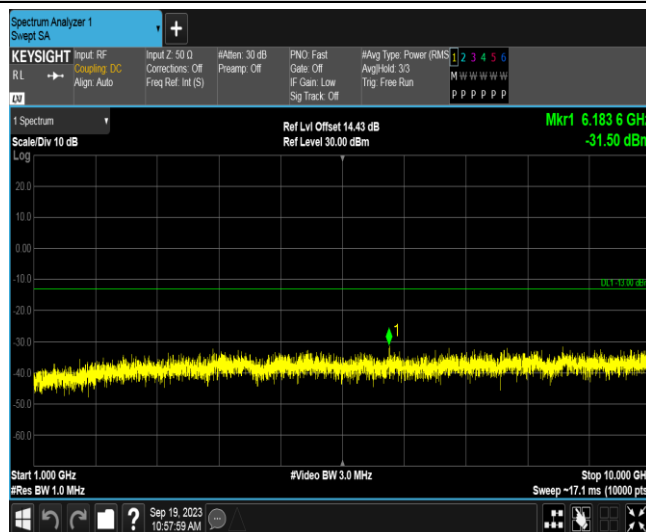 Spectrum Analyzer 1
Swept SA
+
KEYSIGHT
RL
LXI
Input: RF
Coupling: DC
Align: Auto
Input Z: 50 Ω
Corrections: Off
Freq Ref: Int (S)
#Atten: 30 dB
Preamp: Off
PNO: Fast
Gate: Off
IF Gain: Low
Sig Track: Off
#Avg Type: Power (RMS
Avg|Hold: 3/3
Trig: Free Run
1 2 3 4 5 6
M W W W W W
P P P P P P
1 Spectrum
Scale/Div 10 dB
Log
Ref Lvl Offset 14.43 dB
Ref Level 30.00 dBm
Mkr1 6.183 6 GHz
-31.50 dBm
20.0
10.0
0.00
-10.0
DL1 -13.00 dBm
-20.0
-30.0
1
-40.0
-50.0
-60.0
Start 1.000 GHz
#Res BW 1.0 MHz
#Video BW 3.0 MHz
Stop 10.000 GHz
Sweep ~17.1 ms (10000 pts
?
Sep 19, 2023
10:57:59 AM